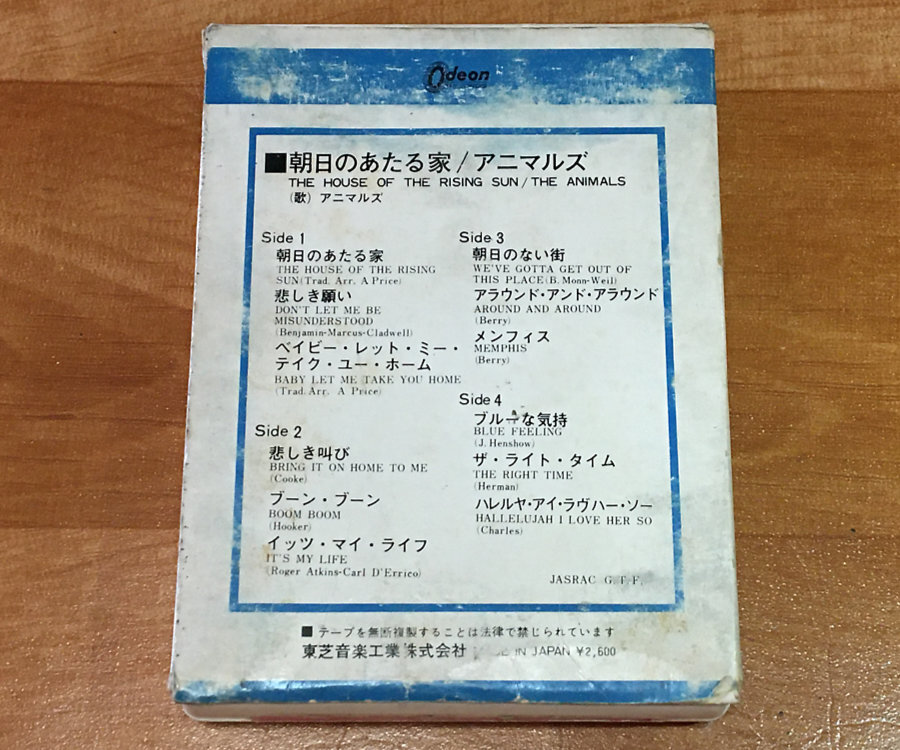 Odeon
■朝日のあたる家/アニマルズ
THE HOUSE OF THE RISING SUN/THE ANIMALS
(歌) アニマルズ
Side 1
朝日のあたる家
THE HOUSE OF THE RISING
SUN(Trad. Arr. A Price)
悲しき願い
DON'T LET ME BE
MISUNDERSTOOD
(Benjamin-Marcus-Cladwell)
ベイビー・レット・ミー・
テイク・ユー・ホーム
BABY LET ME TAKE YOU HOME
(Trad. Arr. A Price)
Side 2
悲しき叫び
BRING IT ON HOME TO ME
(Cooke)
ブーン・ブーン
BOOM BOOM
(Hooker)
イッツ・マイ・ライフ
IT'S MY LIFE
(Roger Atkins-Carl D'Errico)
Side 3
朝日のない街
WE'VE GOTTA GET OUT OF
THIS PLACE(B. Monn-Weil)
アラウンド・アンド・アラウンド
AROUND AND AROUND
(Berry)
メンフィス
MEMPHIS
(Berry)
Side 4
ブルーな気持
BLUE FEELING
(J. Henshow)
ザ・ライト・タイム
THE RIGHT TIME
(Herman)
ハレルヤ・アイ・ラヴハー・ソー
HALLELUJAH I LOVE HER SO
(Charles)
JASRAC G.T.F.
■ テープを無断複製することは法律で禁じられています
東芝音楽工業株式会社 IN JAPAN ¥2,600